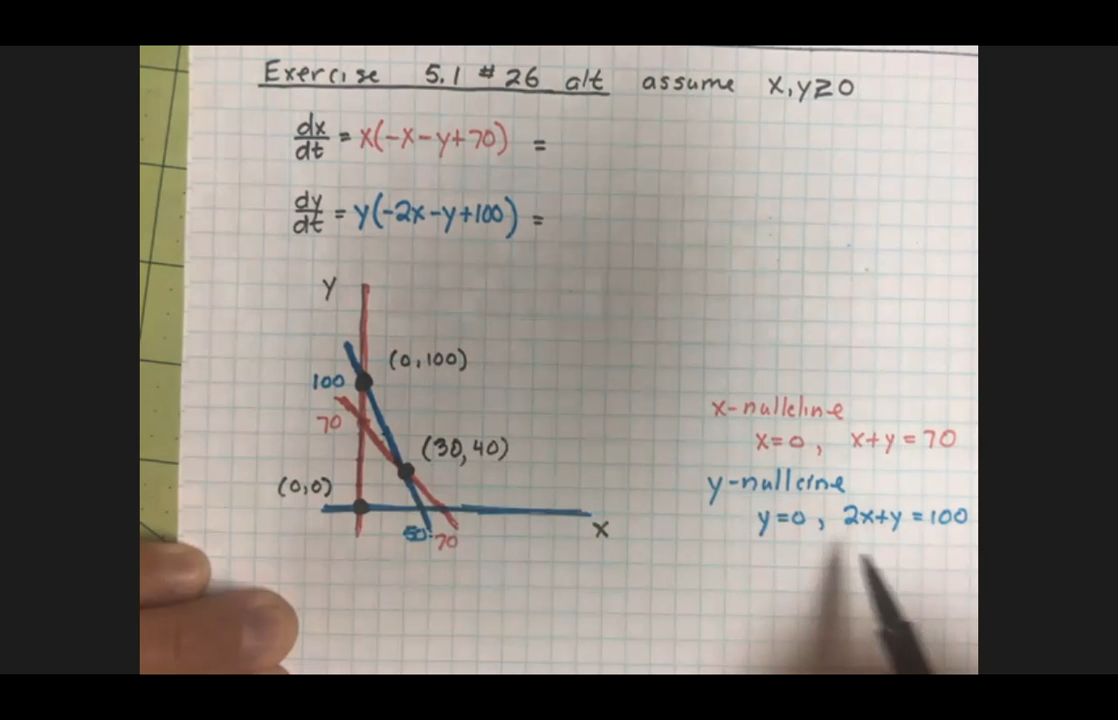 Exercise 5.1 #26 alt assume x,y≥0
dx/dt = x(-x-y+70) =
dy/dt = y(-2x-y+100) =
y
(0,100)
100
70
(30,40)
(0,0)
50
70
x
x-nullcline
x=0, x+y=70
y-nullcine
y=0, 2x+y=100